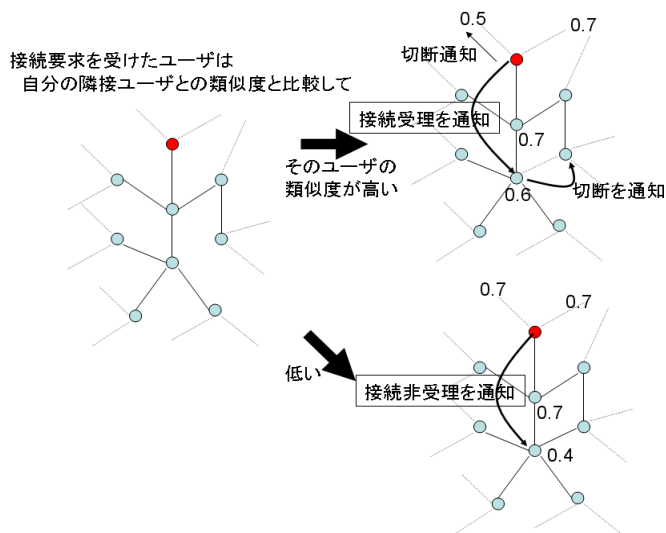 接続要求を受けたユーザは
自分の隣接ユーザとの類似度と比較して
0.5
0.7
切断通知
接続受理を通知
0.7
そのユーザの
類似度が高い
0.6
切断を通知
0.7
0.7
低い
接続非受理を通知
0.7
0.4